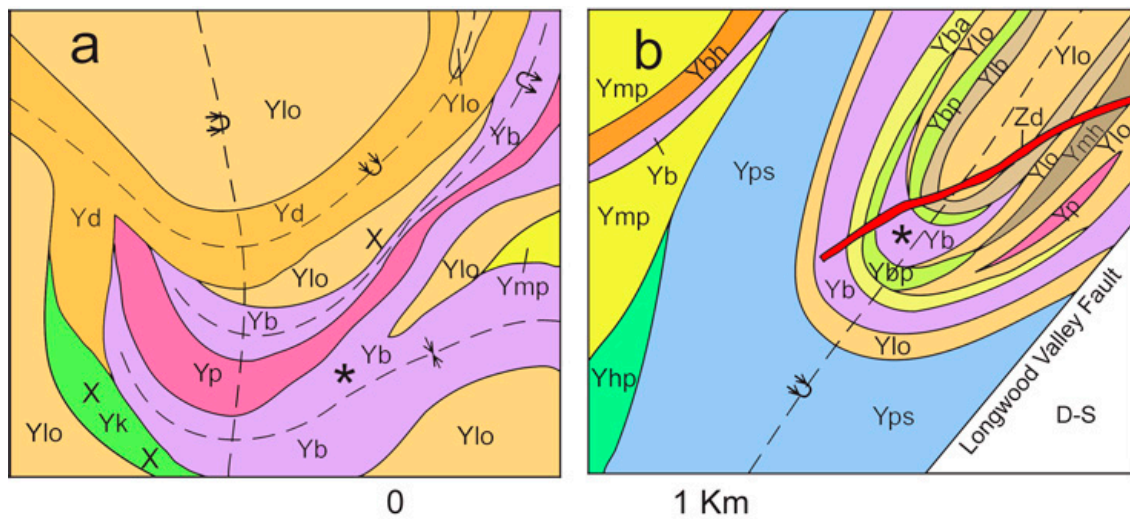 a
Ylo
Ylo
Yb
Yd
Yd
X
Ylo
Ylo
Ymp
Yb
Yb
Yp
*
X
Yk
Ylo
X
Yb
Ylo
b
Ymp
Ybh
Yb
Ymp
Yhp
Yps
Yba
Ylo
Ylb
Ybp
Ylo
Zd
Ylo
Ymh
Ylo
Yp
*
Yb
Ybp
Yb
Ylo
Yps
Longwood Valley Fault
D-S
0 1 Km